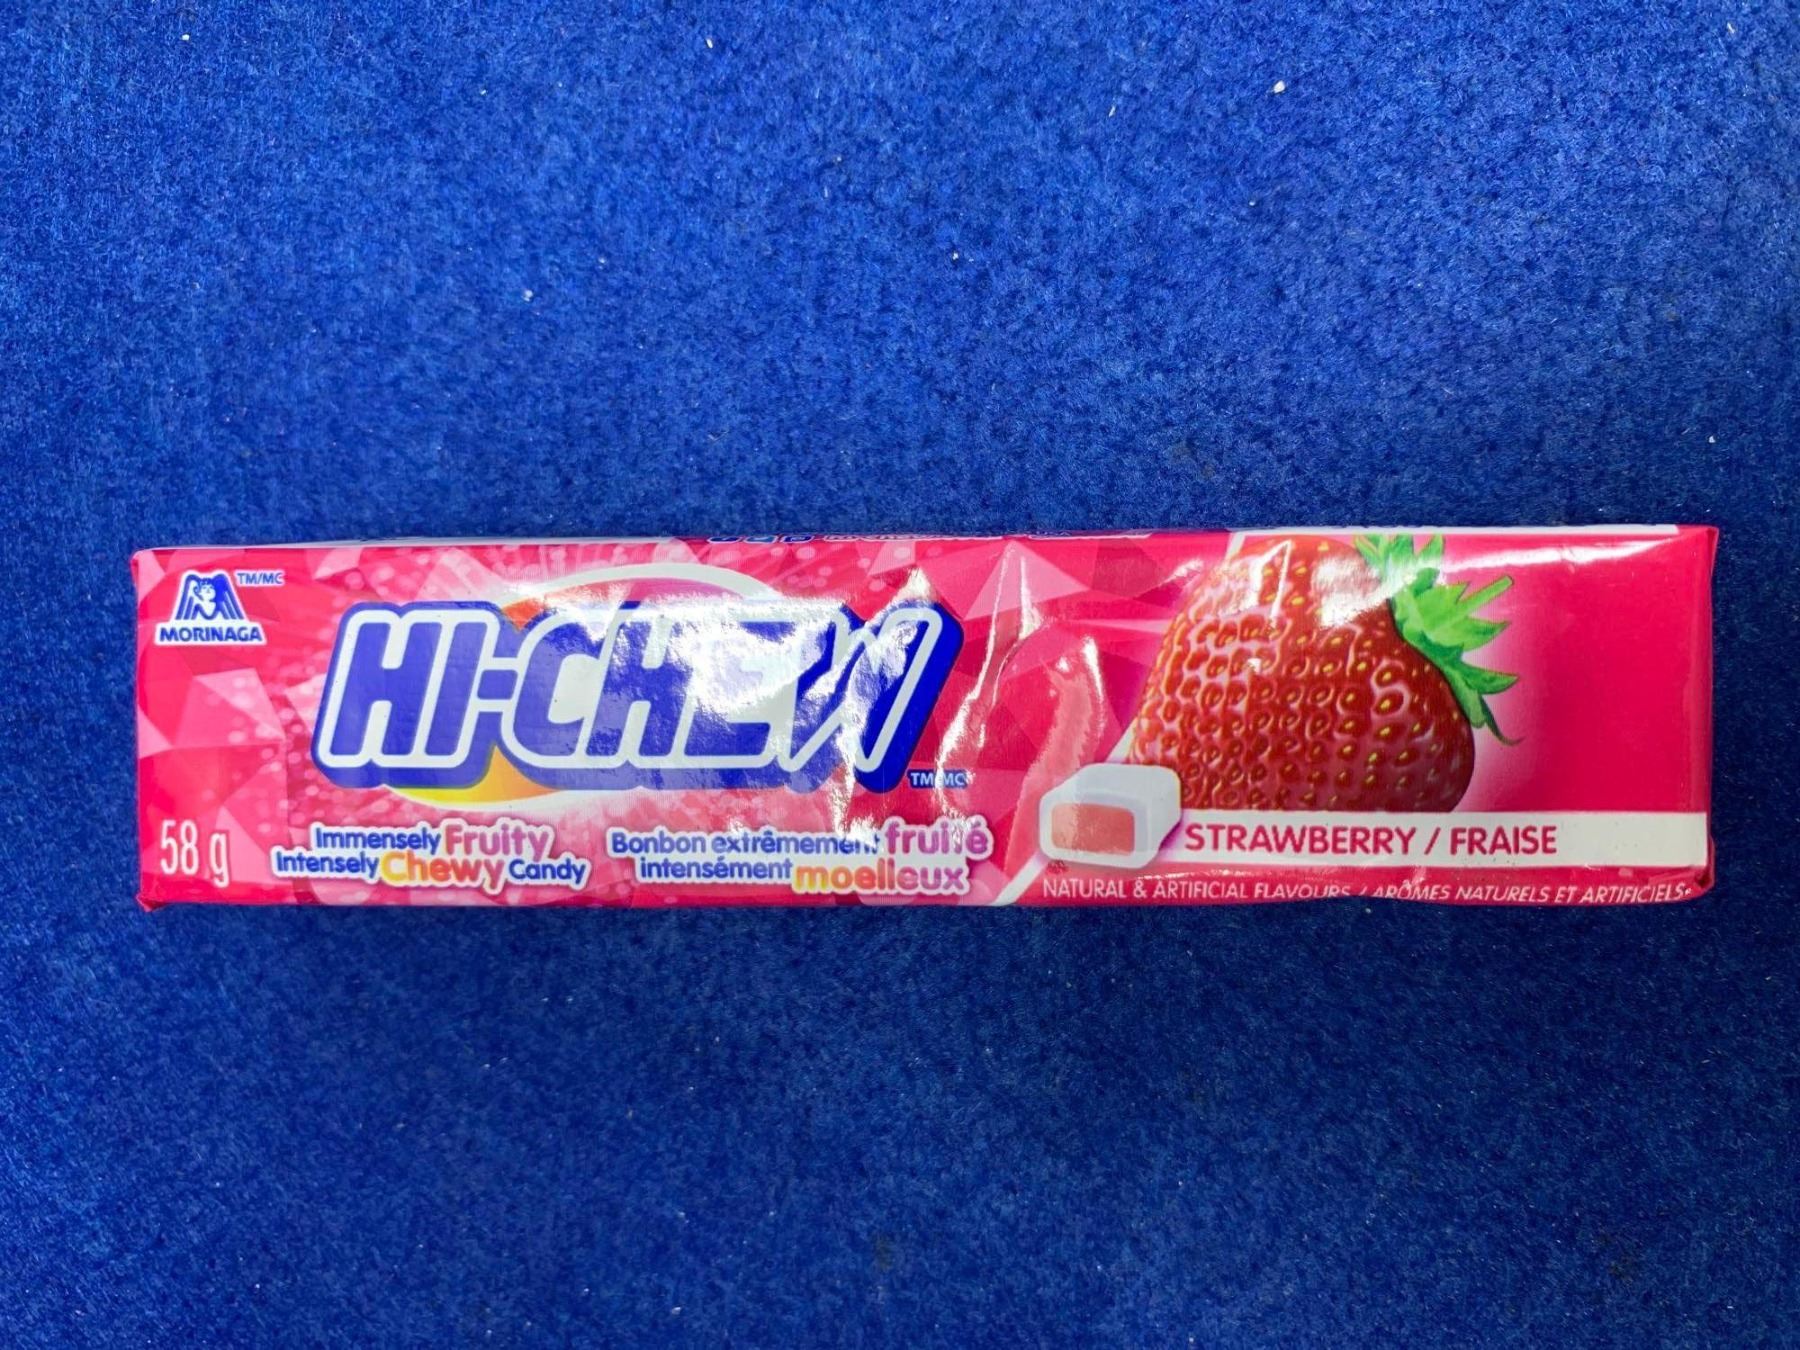 TM/MC
MORINAGA
HI-CHEW
TM/MC
58 g
Immensely Fruity
Intensely Chewy Candy
Bonbon extrêmement fruité
intensément moelleux
STRAWBERRY / FRAISE
NATURAL & ARTIFICIAL FLAVOURS / ARÔMES NATURELS ET ARTIFICIELS